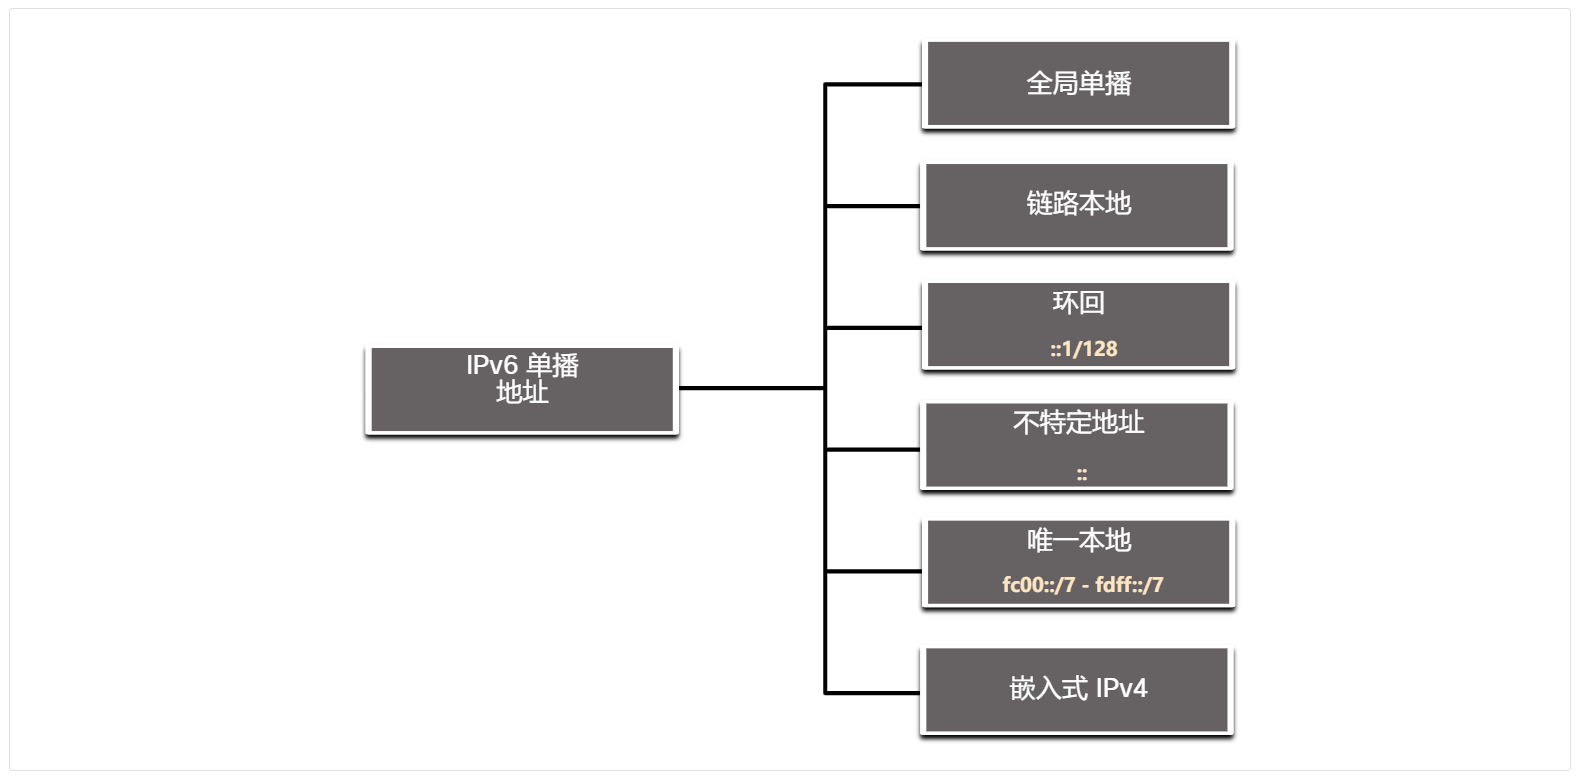 全局单播
链路本地
环回
::1/128
IPv6 单播
地址
不特定地址
::
唯一本地
fc00::/7 - fdff::/7
嵌入式 IPv4